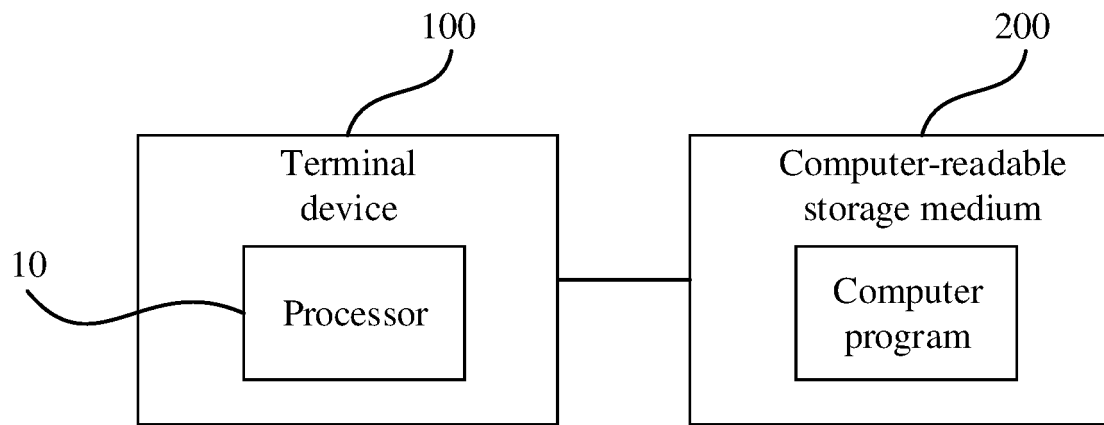 100
200
Terminal
device
Computer-readable
storage medium
10
Processor
Computer
program